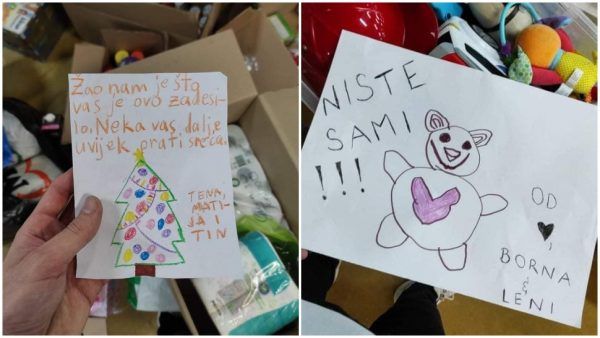 Žao nam je što
vas je ovo zadesi-
lo. Neka vas dalje
uvijek prati sreća.
TENA,
MATI-
JA I
TIN
NISTE
SAMI
!!!
OD
♥,
BORNA
&
LENI